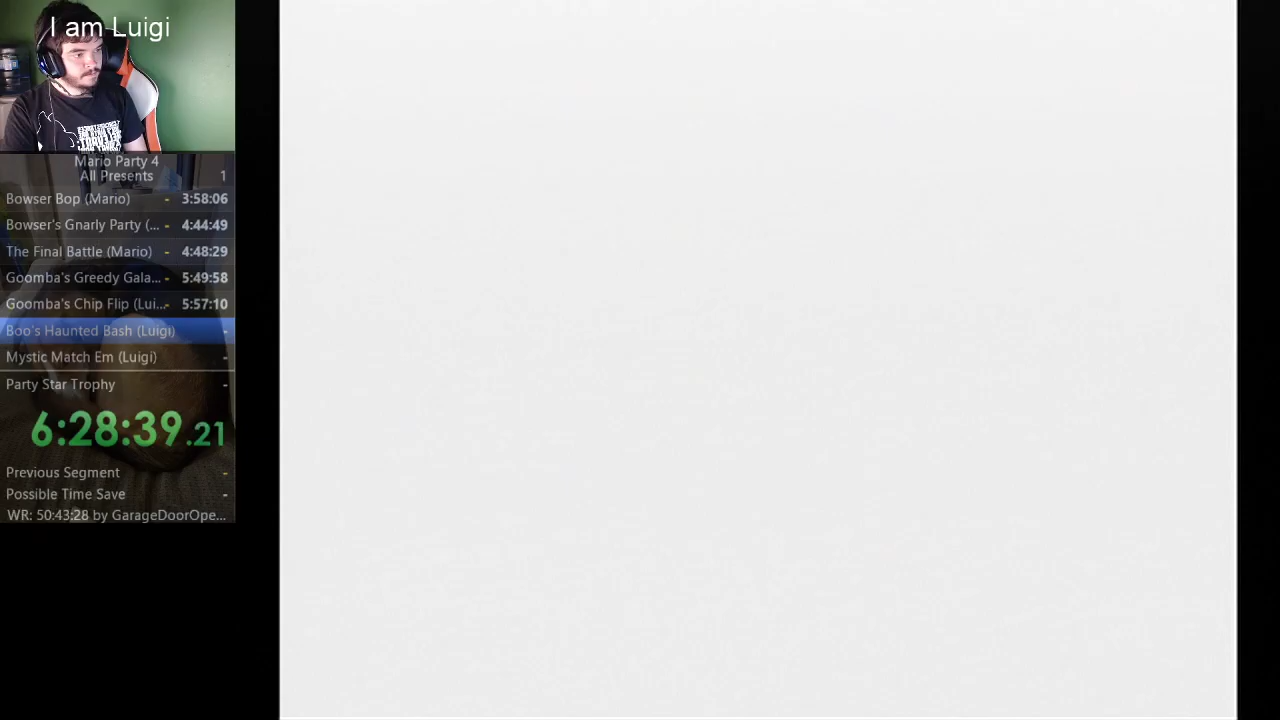 I am Luigi
Mario Party 4
All Presents 1
Bowser Bop (Mario) - 3:58:06
Bowser's Gnarly Party (... - 4:44:49
The Final Battle (Mario) - 4:48:29
Goomba's Greedy Gala... - 5:49:58
Goomba's Chip Flip (Lui... - 5:57:10
Boo's Haunted Bash (Luigi) -
Mystic Match Em (Luigi) -
Party Star Trophy -
6:28:39.21
Previous Segment -
Possible Time Save -
WR: 50:43:28 by GarageDoorOpe...